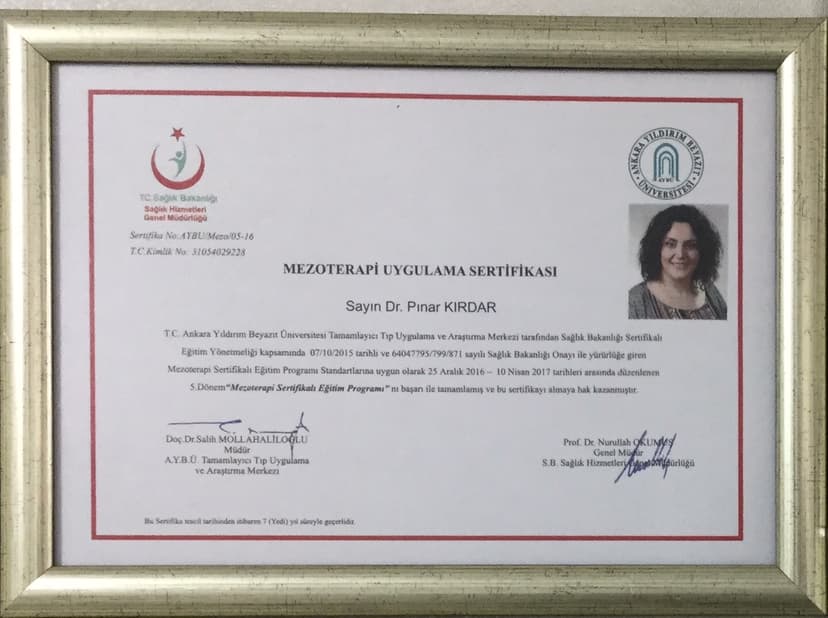 T.C. Sağlık Bakanlığı
Sağlık Hizmetleri
Genel Müdürlüğü
ANKARA YILDIRIM BEYAZIT
ÜNİVERSİTESİ
AYBÜ
Sertifika No:AYBU/Mezo/05-16
T.C.Kimlik No: 31054029228
MEZOTERAPİ UYGULAMA SERTİFİKASI
Sayın Dr. Pınar KIRDAR
T.C. Ankara Yıldırım Beyazıt Üniversitesi Tamamlayıcı Tıp Uygulama ve Araştırma Merkezi tarafından Sağlık Bakanlığı Sertifikalı
Eğitim Yönetmeliği kapsamında 07/10/2015 tarihli ve 64047795/799/871 sayılı Sağlık Bakanlığı Onayı ile yürürlüğe giren
Mezoterapi Sertifikalı Eğitim Programı Standartlarına uygun olarak 25 Aralık 2016 – 10 Nisan 2017 tarihleri arasında düzenlenen
5.Dönem"Mezoterapi Sertifikalı Eğitim Programı" nı başarı ile tamamlamış ve bu sertifikayı almaya hak kazanmıştır.
Doç.Dr.Salih MOLLAHALİLOĞLU
Müdür
A.Y.B.Ü. Tamamlayıcı Tıp Uygulama
ve Araştırma Merkezi
Prof. Dr. Nurullah OKUMUŞ
Genel Müdür
S.B. Sağlık Hizmetleri Genel Müdürlüğü
Bu Sertifika tescil tarihinden itibaren 7 (Yedi) yıl süreyle geçerlidir.